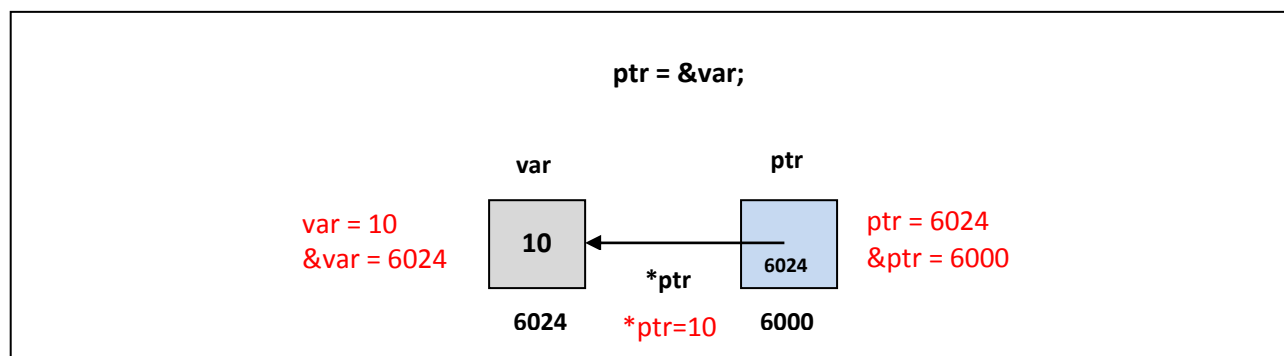 ptr = &var;
var ptr
var = 10
&var = 6024
10
6024
ptr = 6024
&ptr = 6000
*ptr
6024 *ptr=10 6000